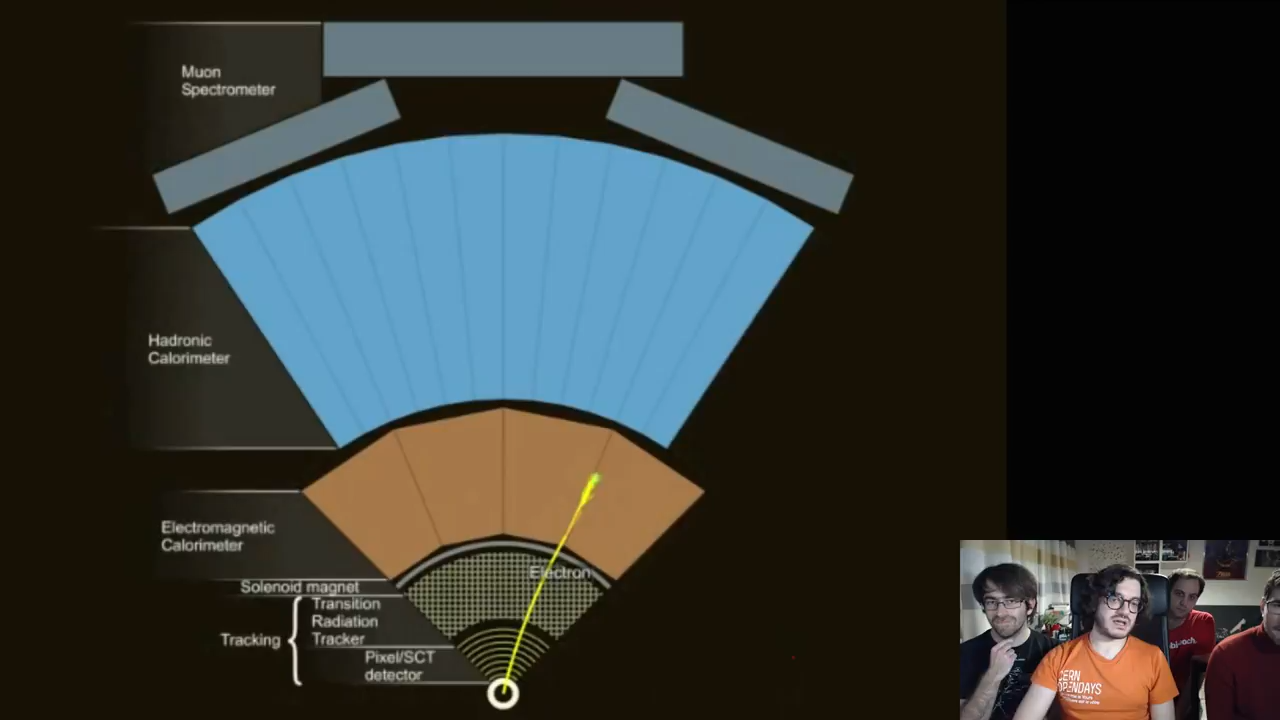 Muon
Spectrometer
Hadronic
Calorimeter
Electromagnetic
Calorimeter
Electron
Solenoid magnet
Transition
Radiation
Tracker
Tracking
Pixel/SCT
detector
CERN
OPENDAYS